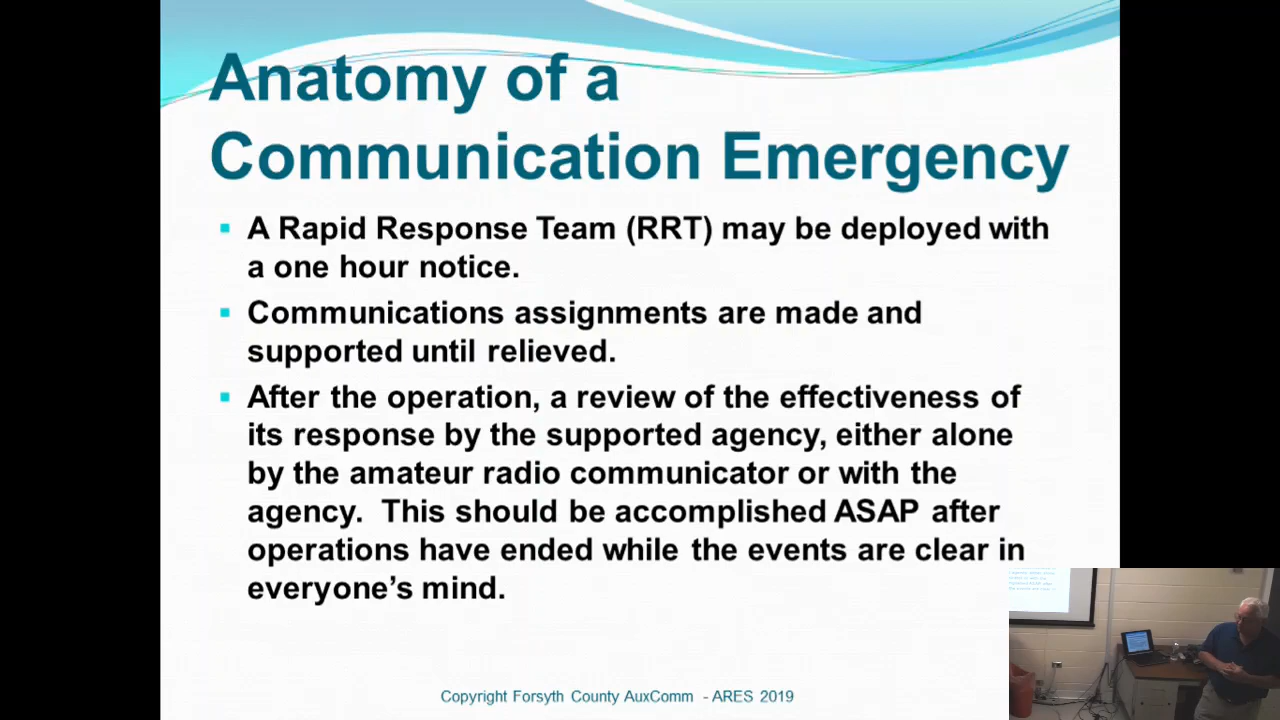 Anatomy of a
Communication Emergency
▪ A Rapid Response Team (RRT) may be deployed with
a one hour notice.
▪ Communications assignments are made and
supported until relieved.
▪ After the operation, a review of the effectiveness of
its response by the supported agency, either alone
by the amateur radio communicator or with the
agency.  This should be accomplished ASAP after
operations have ended while the events are clear in
everyone’s mind.
Copyright Forsyth County AuxComm - ARES 2019